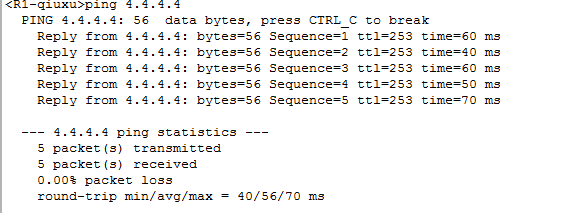 <R1-qiuxu>ping 4.4.4.4
PING 4.4.4.4: 56  data bytes, press CTRL_C to break
Reply from 4.4.4.4: bytes=56 Sequence=1 ttl=253 time=60 ms
Reply from 4.4.4.4: bytes=56 Sequence=2 ttl=253 time=40 ms
Reply from 4.4.4.4: bytes=56 Sequence=3 ttl=253 time=60 ms
Reply from 4.4.4.4: bytes=56 Sequence=4 ttl=253 time=50 ms
Reply from 4.4.4.4: bytes=56 Sequence=5 ttl=253 time=70 ms
--- 4.4.4.4 ping statistics ---
5 packet(s) transmitted
5 packet(s) received
0.00% packet loss
round-trip min/avg/max = 40/56/70 ms